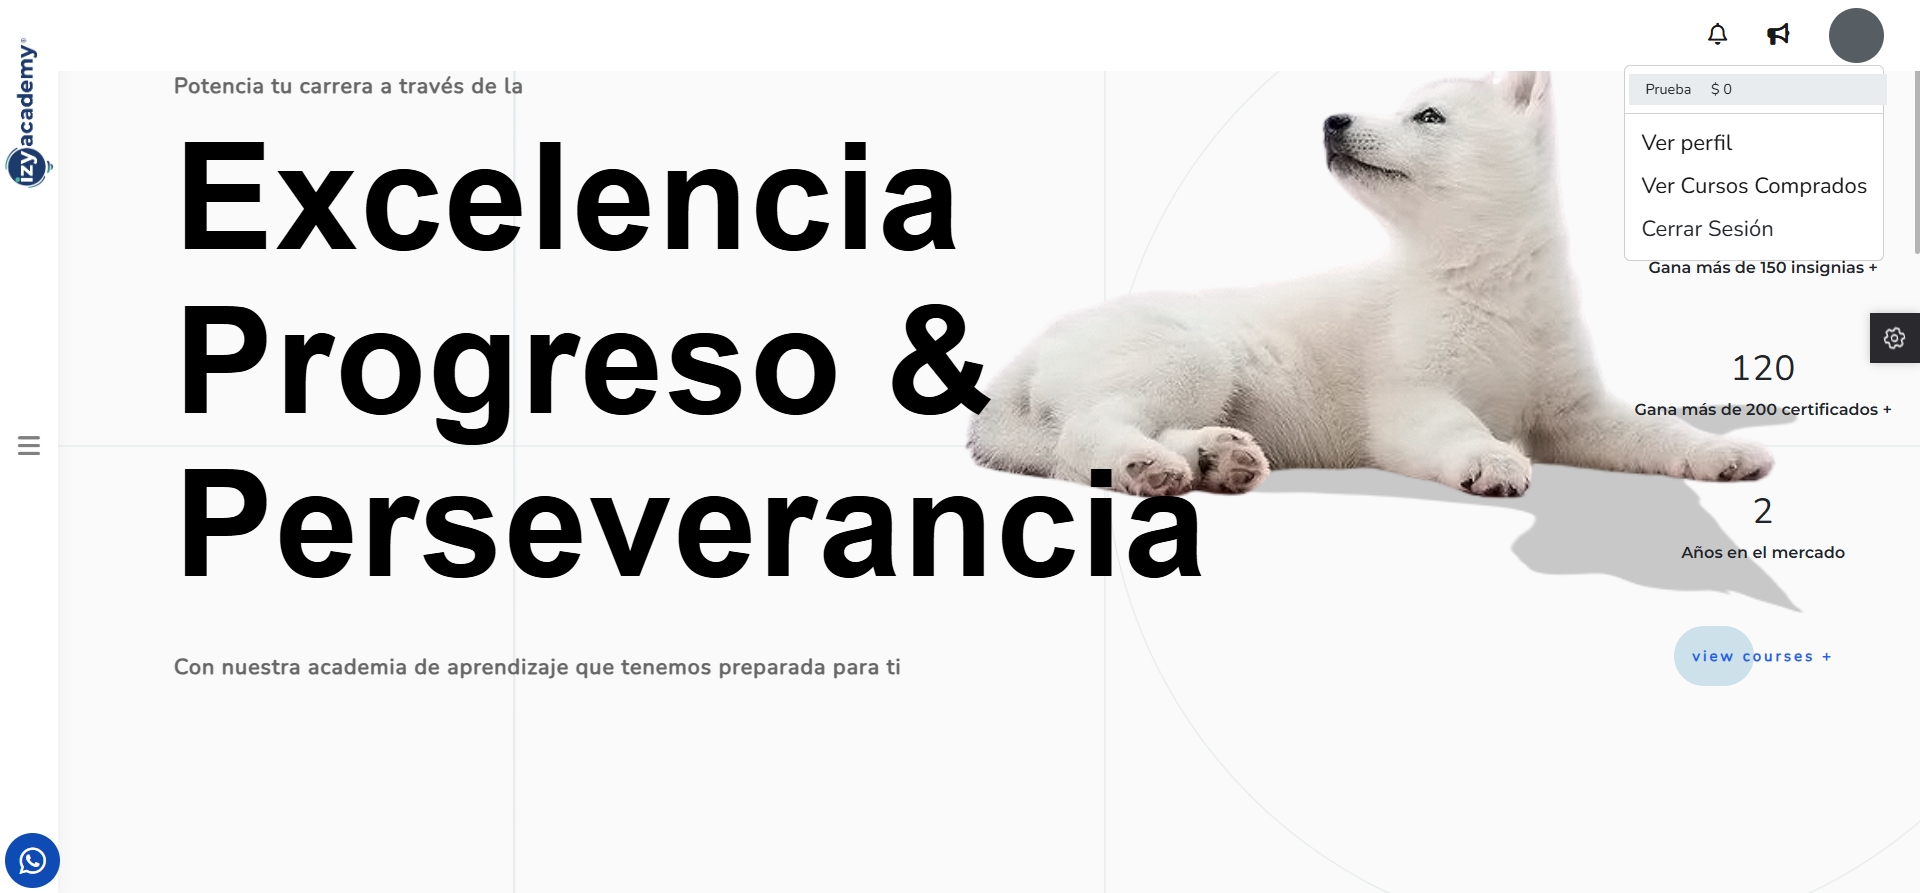 izyacademy®
Prueba $ 0
Ver perfil
Ver Cursos Comprados
Cerrar Sesión
Potencia tu carrera a través de la
Excelencia
Progreso &
Perseverancia
Con nuestra academia de aprendizaje que tenemos preparada para ti
Gana más de 150 insignias +
120
Gana más de 200 certificados +
2
Años en el mercado
view courses +